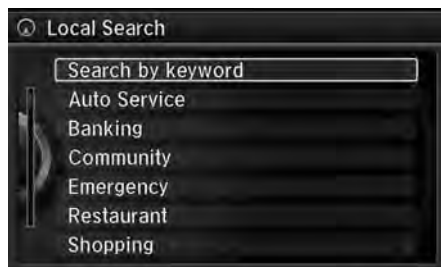 Local Search
Search by keyword
Auto Service
Banking
Community
Emergency
Restaurant
Shopping